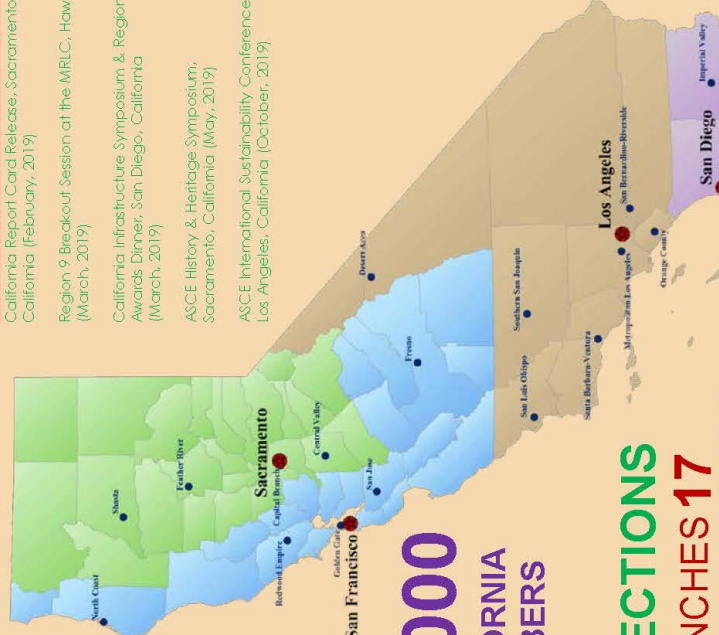 California Report Card Release, Sacramento
California (February, 2019)
Region 9 Breakout Session at the MRLC, Haw
(March, 2019)
California Infrastructure Symposium & Region
Awards Dinner, San Diego, California
(March, 2019)
ASCE History & Heritage Symposium,
Sacramento, California (May, 2019)
ASCE International Sustainability Conference
Los Angeles, California (October, 2019)
North Coast
Shasta
Feather River
Sacramento
Capital Branch
Central Valley
Redwood Empire
Golden Gate
San Francisco
San Jose
Fresno
Desert Area
San Luis Obispo
Southern San Joaquin
Santa Barbara-Ventura
Los Angeles
Metropolitan Los Angeles
San Bernardino-Riverside
Orange County
San Diego
Imperial Valley
000
ORNIA
BERS
ECTIONS
NCHES 17